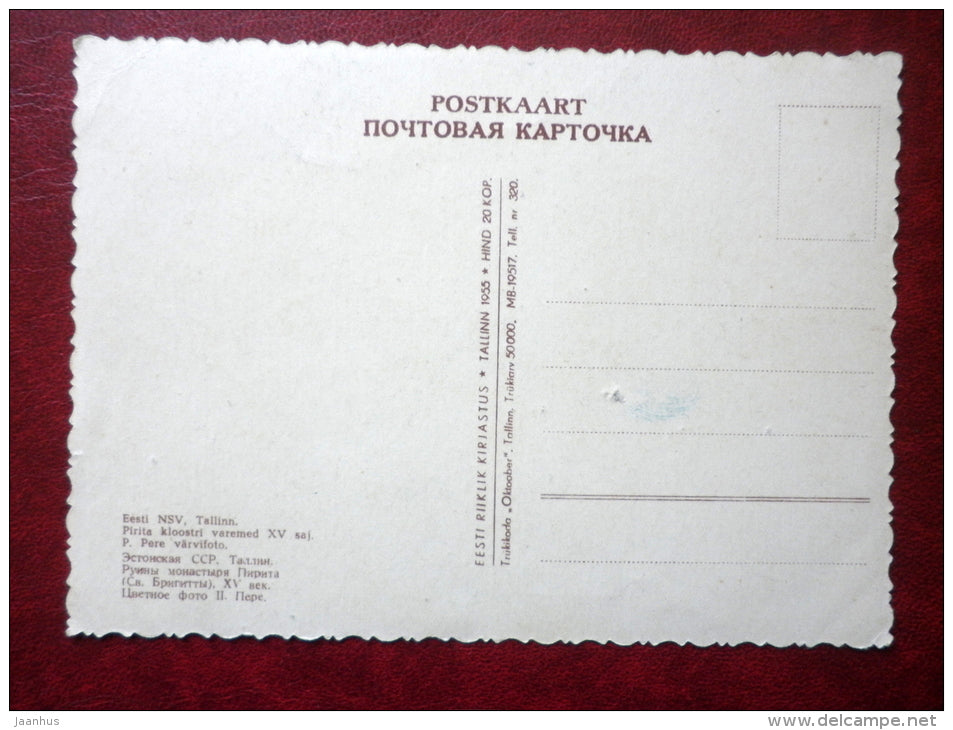 POSTKAART
ПОЧТОВАЯ КАРТОЧКА
EESTI RIIKLIK KIRJASTUS ★ TALLINN 1955 ★ HIND 20 KOP.
Trükikoda „Oktoober", Tallinn. Trükiarv 50000. MB-19517. Tell. nr 320.
Eesti NSV, Tallinn.
Pirita kloostri varemed XV saj.
P. Pere värvifoto.
Эстонская ССР. Таллин.
Руины монастыря Пирита
(Св. Бригитты), XV век.
Цветное фото П. Пере.
jaanhus
www.delcampe.net